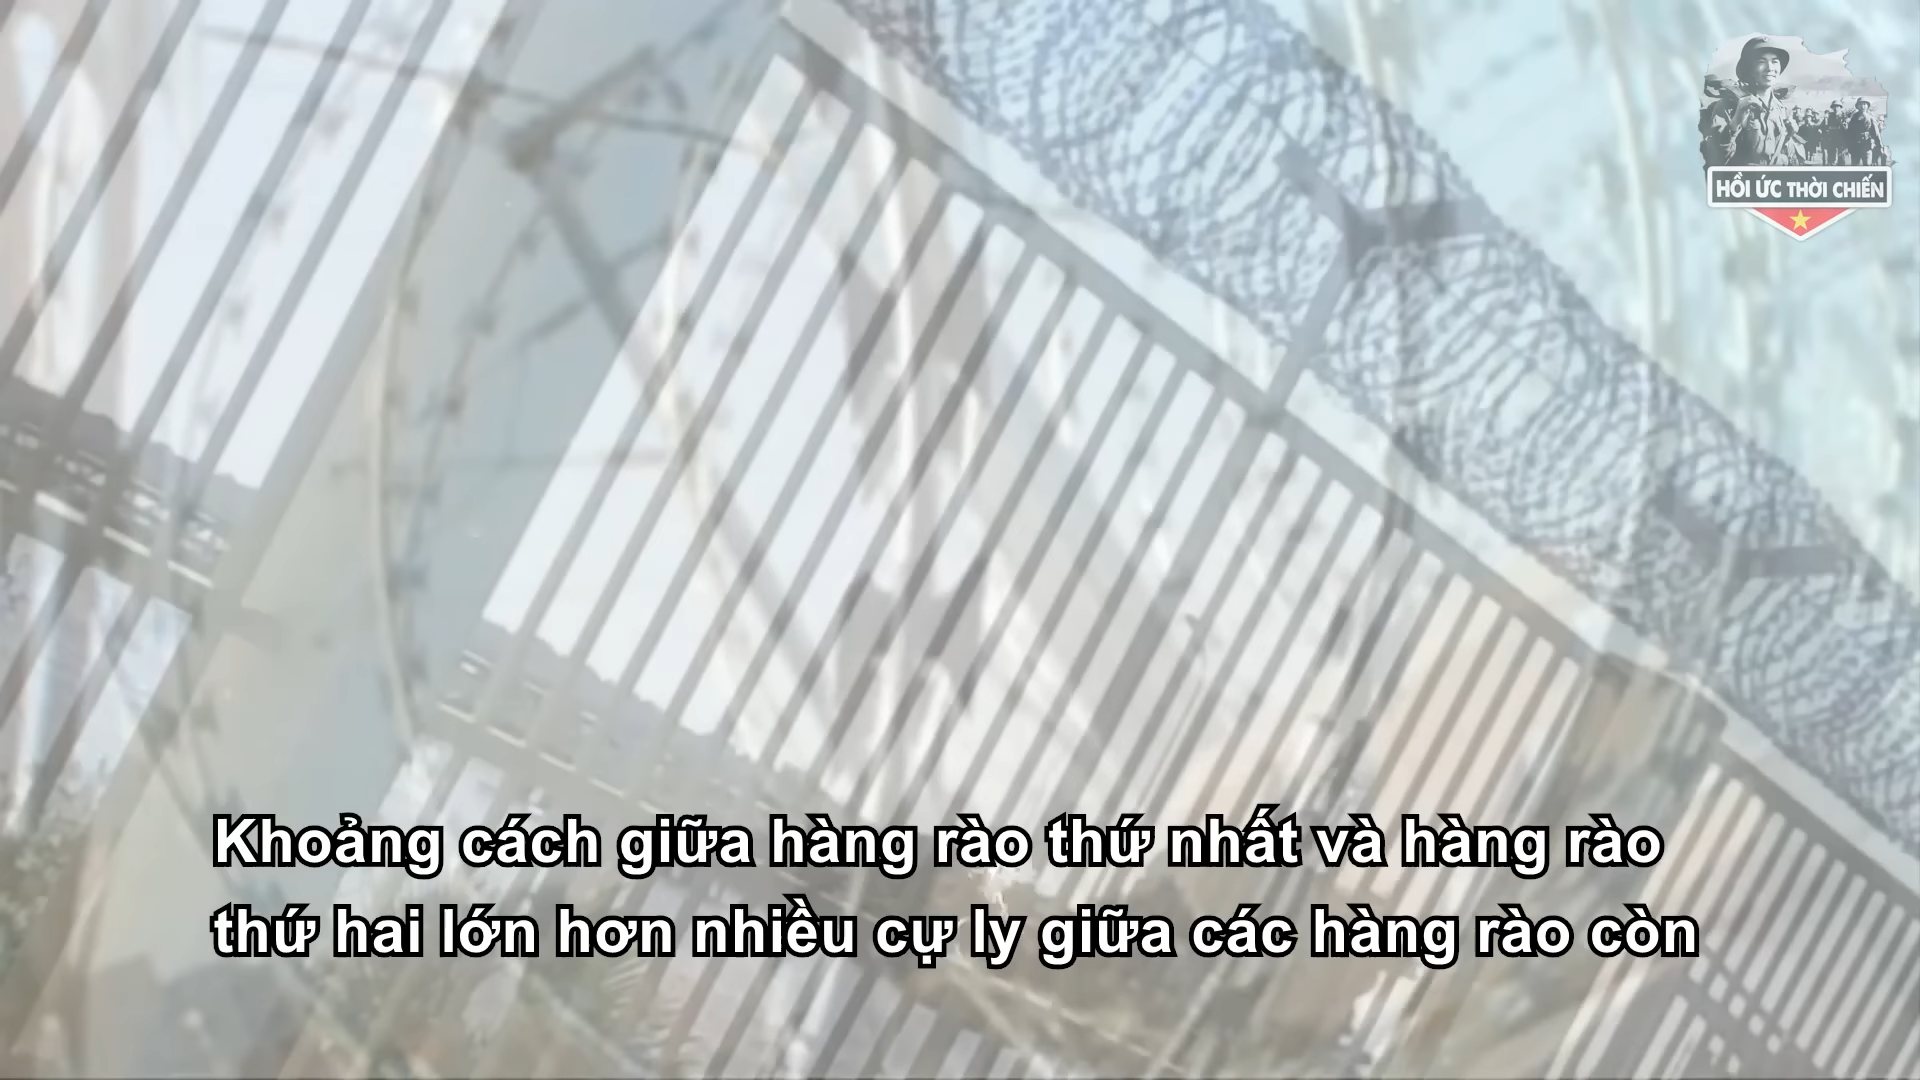 HỒI ỨC THỜI CHIẾN
Khoảng cách giữa hàng rào thứ nhất và hàng rào
thứ hai lớn hơn nhiều cự ly giữa các hàng rào còn